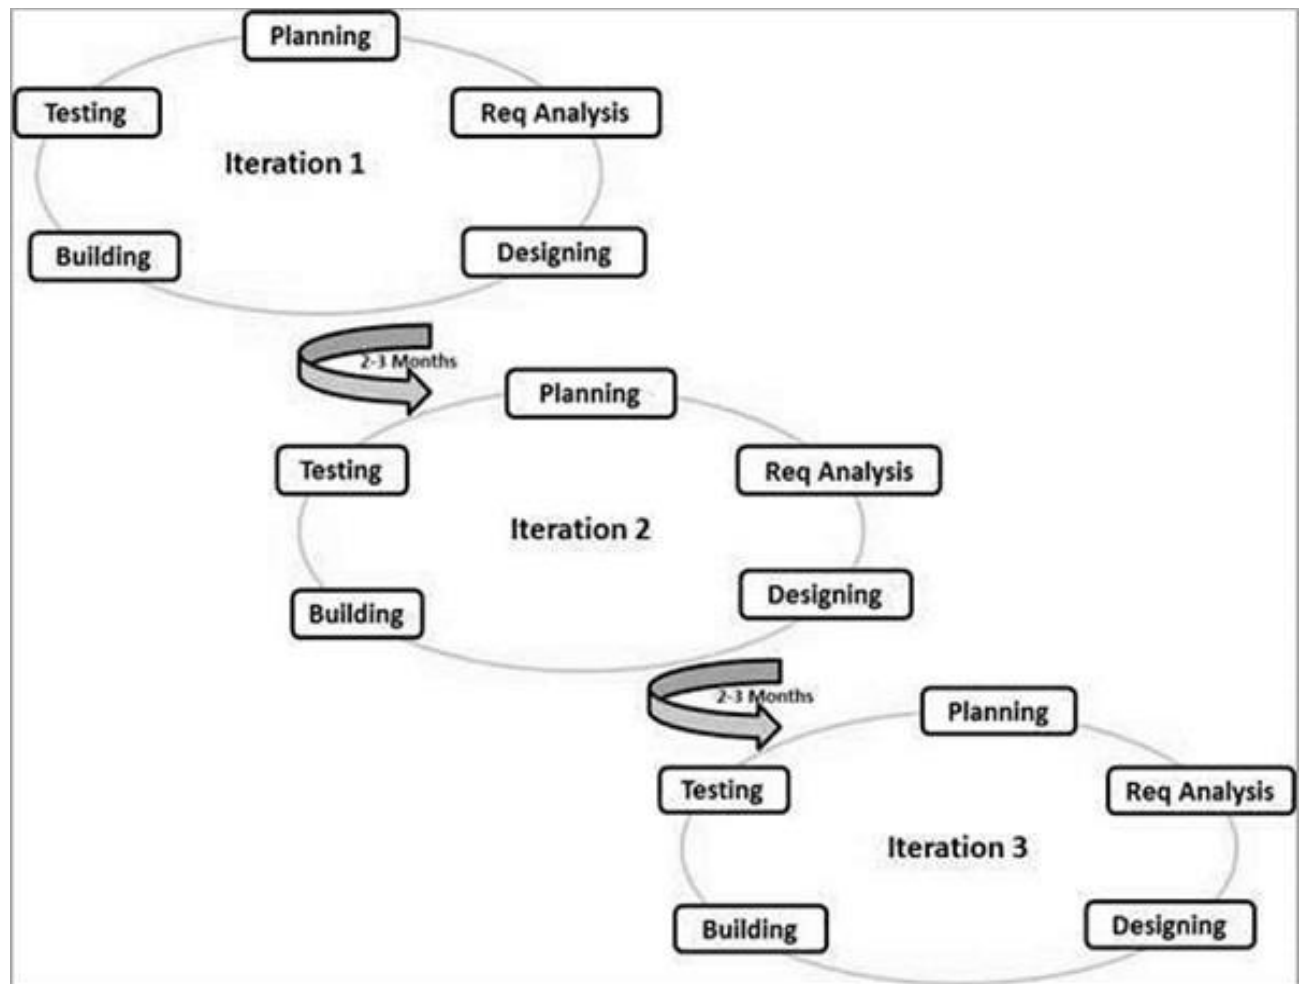 Planning
Testing
Req Analysis
Iteration 1
Building
Designing
2-3 Months
Planning
Testing
Req Analysis
Iteration 2
Building
Designing
2-3 Months
Planning
Testing
Req Analysis
Iteration 3
Building
Designing